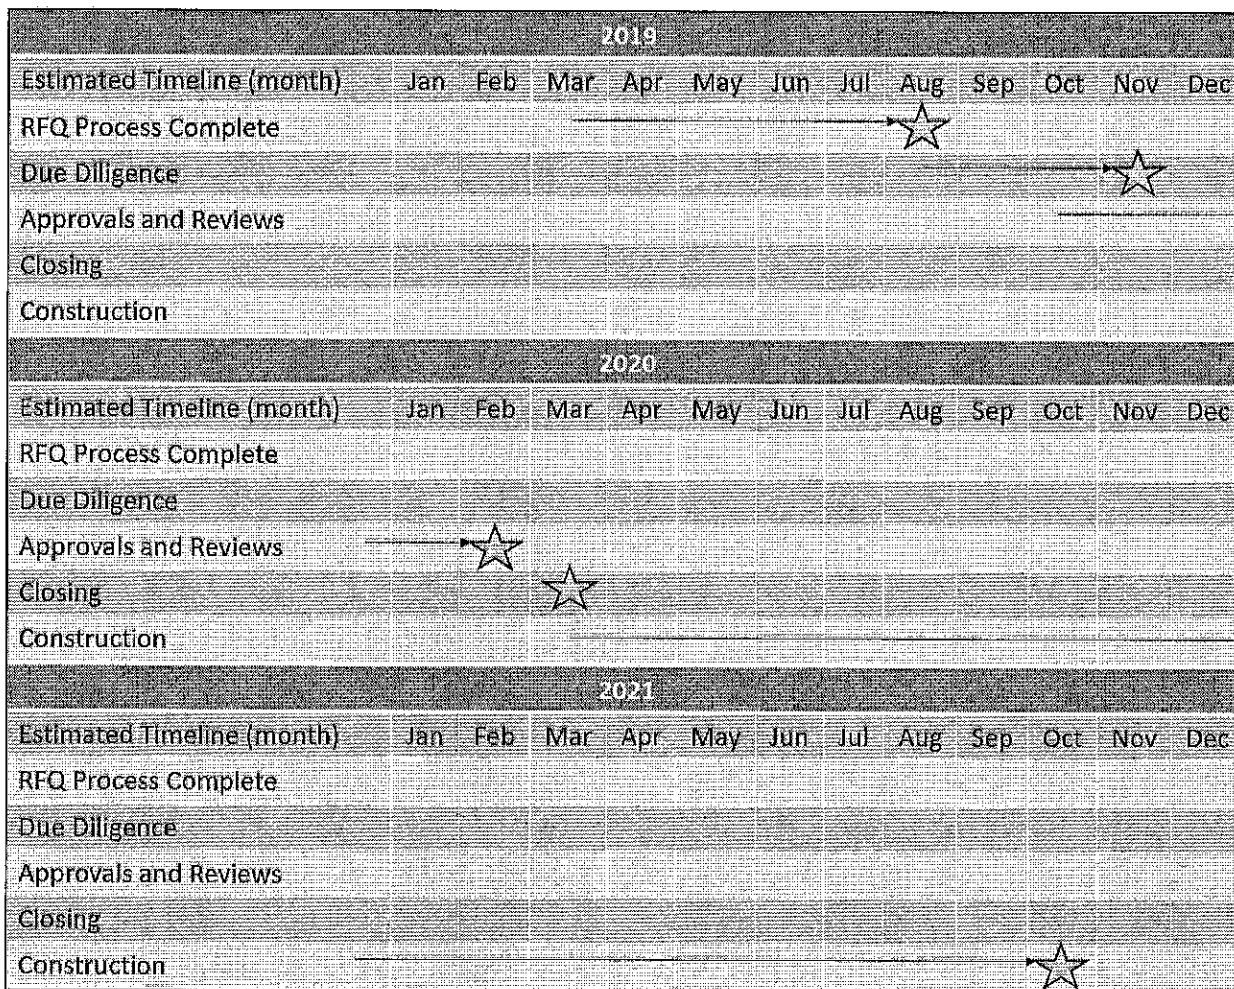 2019
Estimated Timeline (month) Jan Feb Mar Apr May Jun Jul Aug Sep Oct Nov Dec
RFQ Process Complete
Due Diligence
Approvals and Reviews
Closing
Construction
2020
Estimated Timeline (month) Jan Feb Mar Apr May Jun Jul Aug Sep Oct Nov Dec
RFQ Process Complete
Due Diligence
Approvals and Reviews
Closing
Construction
2021
Estimated Timeline (month) Jan Feb Mar Apr May Jun Jul Aug Sep Oct Nov Dec
RFQ Process Complete
Due Diligence
Approvals and Reviews
Closing
Construction